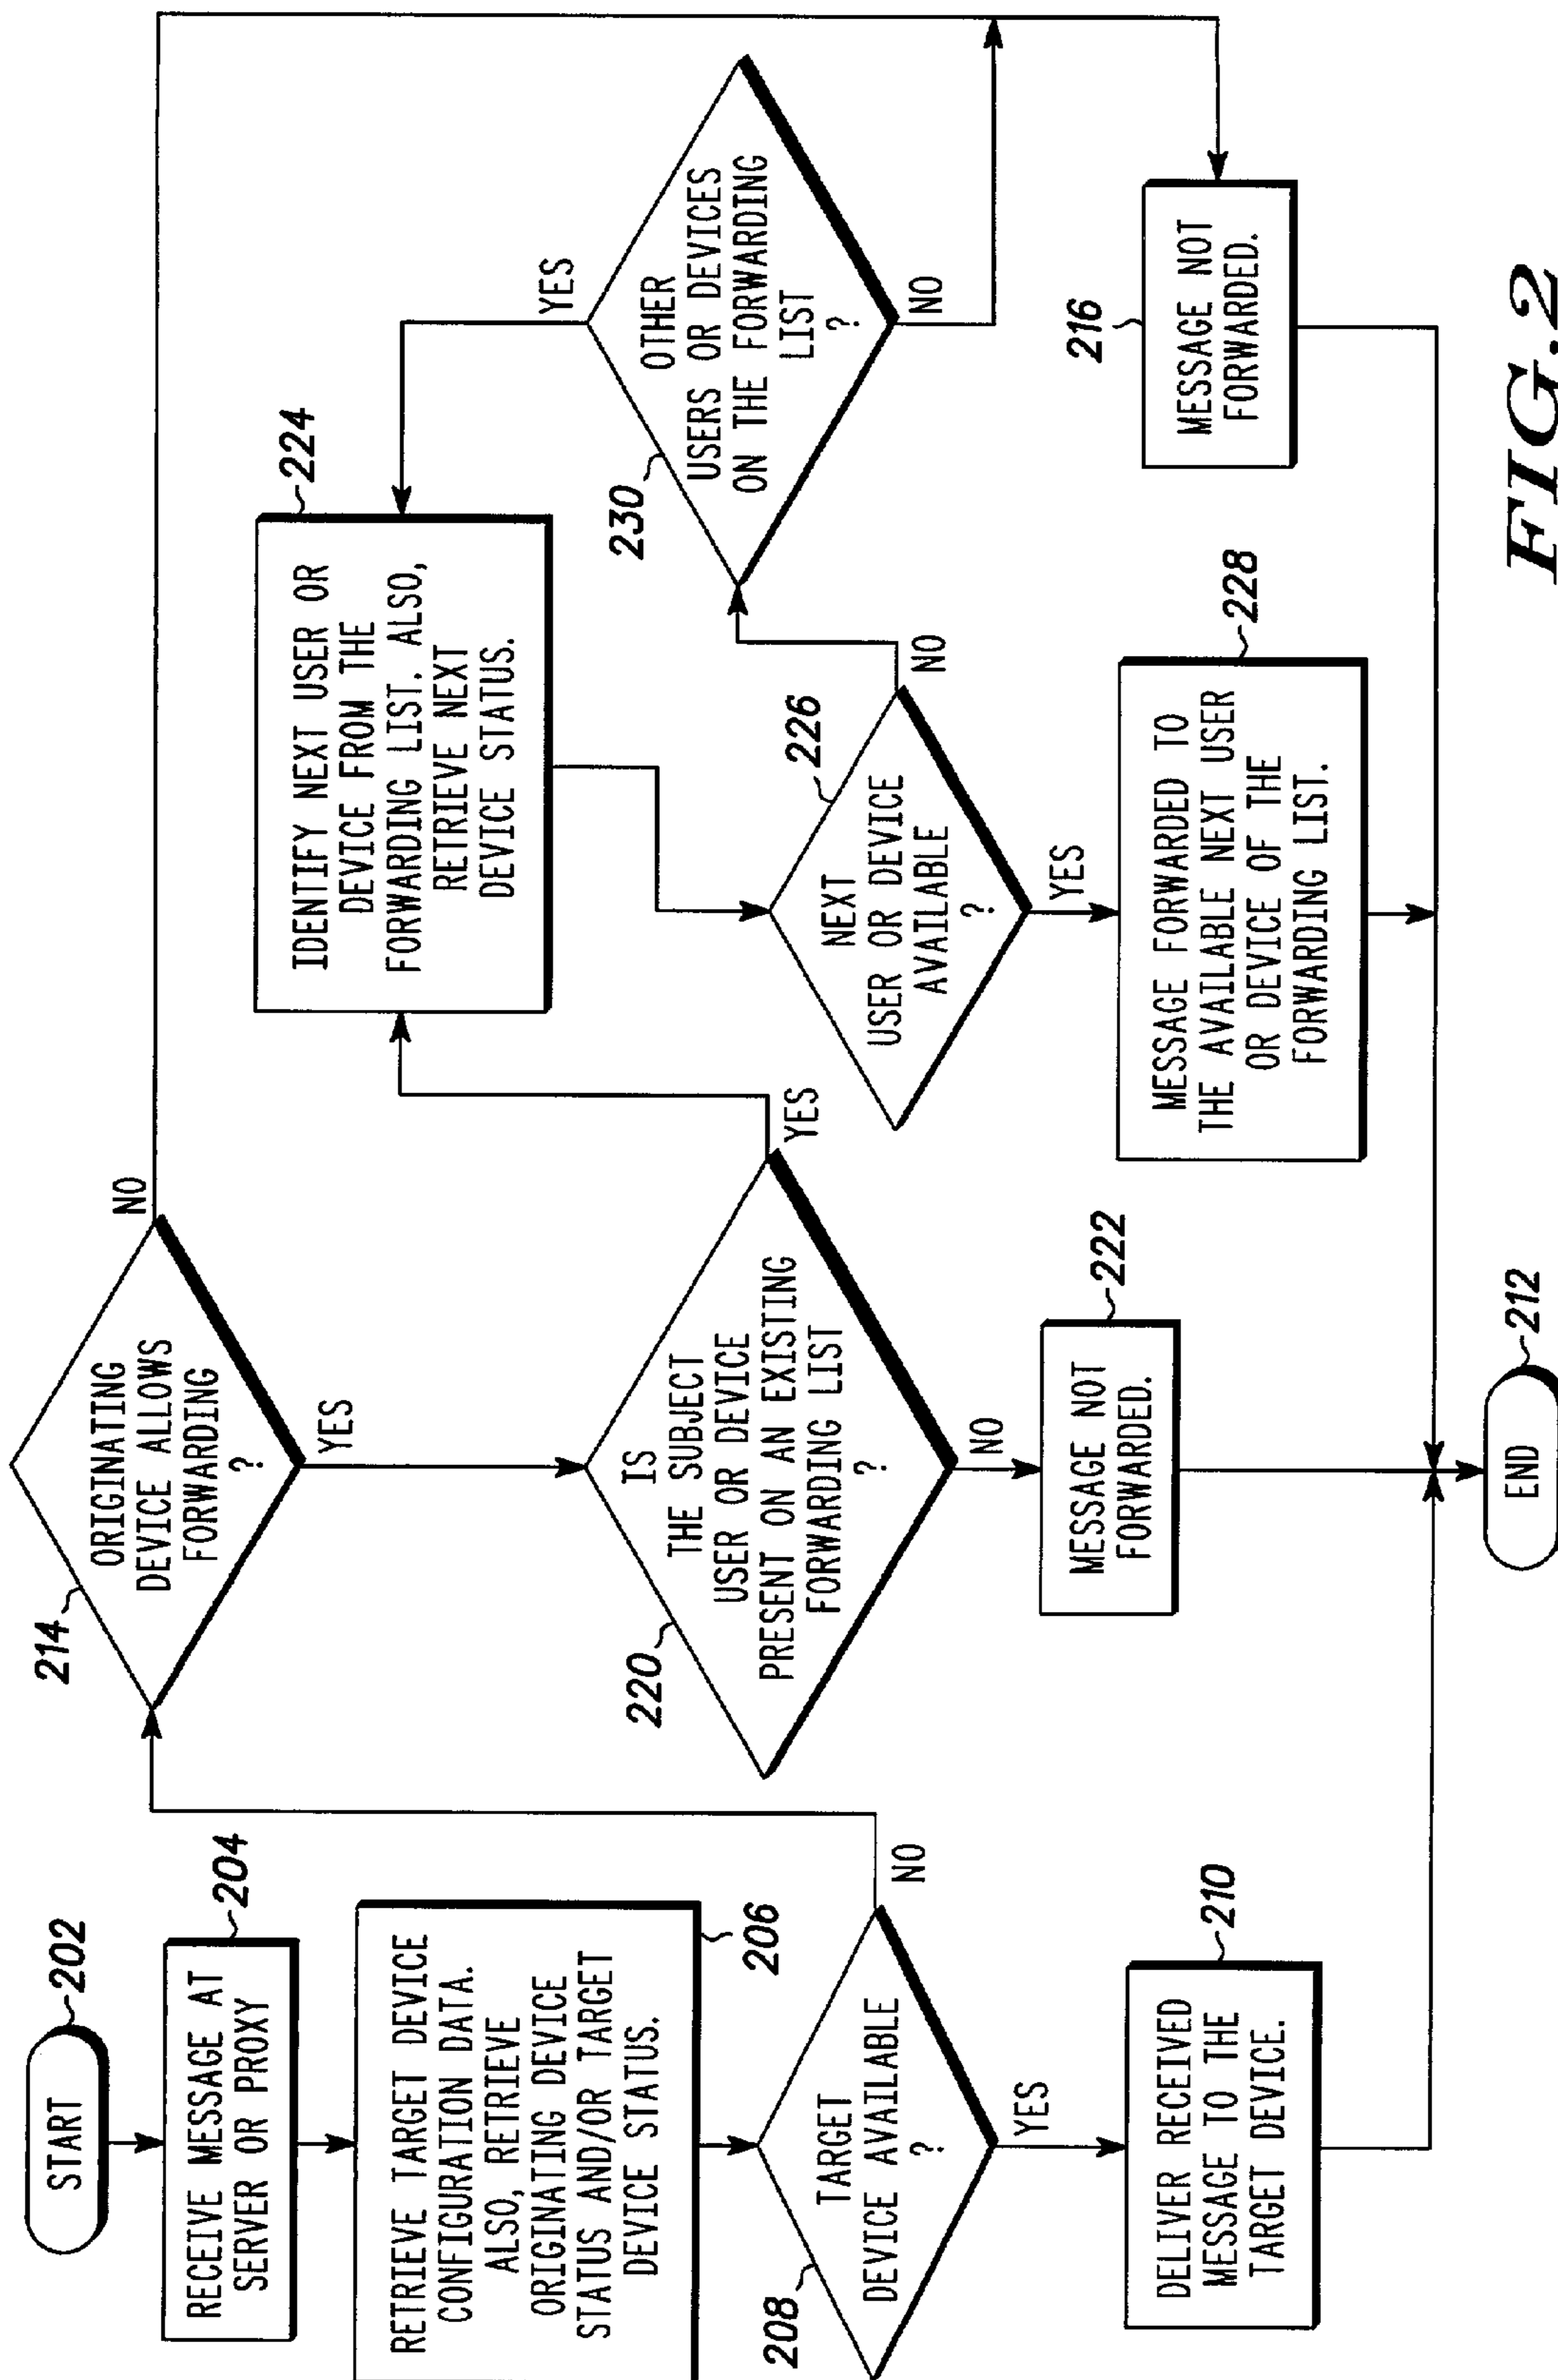 START
202
RECEIVE MESSAGE AT
SERVER OR PROXY
204
RETRIEVE TARGET DEVICE
CONFIGURATION DATA.
ALSO, RETRIEVE
ORIGINATING DEVICE
STATUS AND/OR TARGET
DEVICE STATUS.
206
TARGET
DEVICE AVAILABLE
?
208
NO
YES
DELIVER RECEIVED
MESSAGE TO THE
TARGET DEVICE.
210
214
ORIGINATING
DEVICE ALLOWS
FORWARDING
?
NO
YES
220
IS
THE SUBJECT
USER OR DEVICE
PRESENT ON AN EXISTING
FORWARDING LIST
?
YES
NO
MESSAGE NOT
FORWARDED.
222
END
212
IDENTIFY NEXT USER OR
DEVICE FROM THE
FORWARDING LIST. ALSO,
RETRIEVE NEXT
DEVICE STATUS.
224
NEXT
USER OR DEVICE
AVAILABLE
?
226
NO
YES
MESSAGE FORWARDED TO
THE AVAILABLE NEXT USER
OR DEVICE OF THE
FORWARDING LIST.
228
230
OTHER
USERS OR DEVICES
ON THE FORWARDING
LIST
?
YES
NO
216
MESSAGE NOT
FORWARDED.
FIG.2